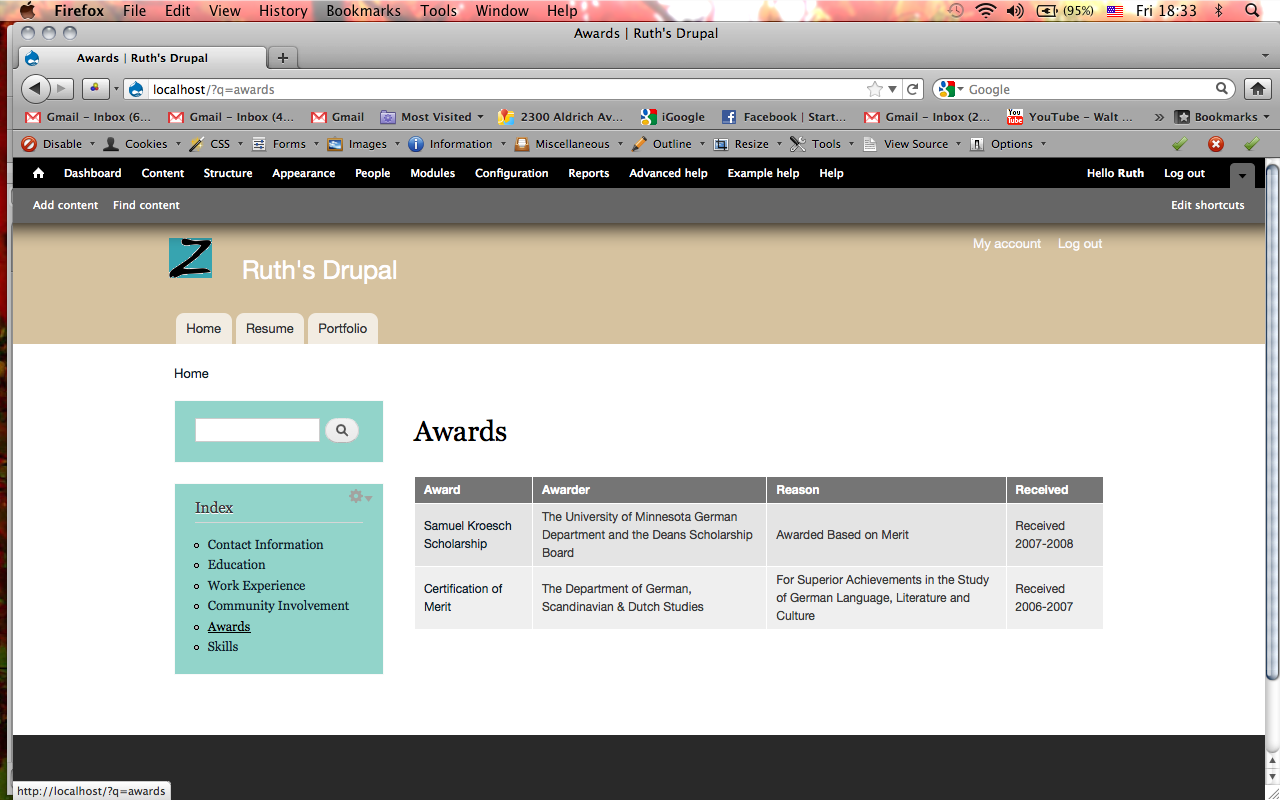 Firefox File Edit View History Bookmarks Tools Window Help (95%) Fri 18:33
Awards | Ruth's Drupal
Awards | Ruth's Drupal
localhost/?q=awards Google
Gmail – Inbox (6... Gmail – Inbox (4... Gmail Most Visited 2300 Aldrich Av... iGoogle Facebook | Start... Gmail – Inbox (2... You Tube YouTube – Walt ... » Bookmarks
Disable Cookies CSS Forms Images Information Miscellaneous Outline Resize Tools View Source Options
Dashboard Content Structure Appearance People Modules Configuration Reports Advanced help Example help Help Hello Ruth Log out
Add content Find content Edit shortcuts
My account Log out
Z
Ruth's Drupal
Home Resume Portfolio
Home
Awards
Index
Contact Information
Education
Work Experience
Community Involvement
Awards
Skills
Award Awarder Reason Received
Samuel Kroesch
Scholarship
The University of Minnesota German
Department and the Deans Scholarship
Board
Awarded Based on Merit
Received
2007-2008
Certification of
Merit
The Department of German,
Scandinavian & Dutch Studies
For Superior Achievements in the Study
of German Language, Literature and
Culture
Received
2006-2007
http://localhost/?q=awards